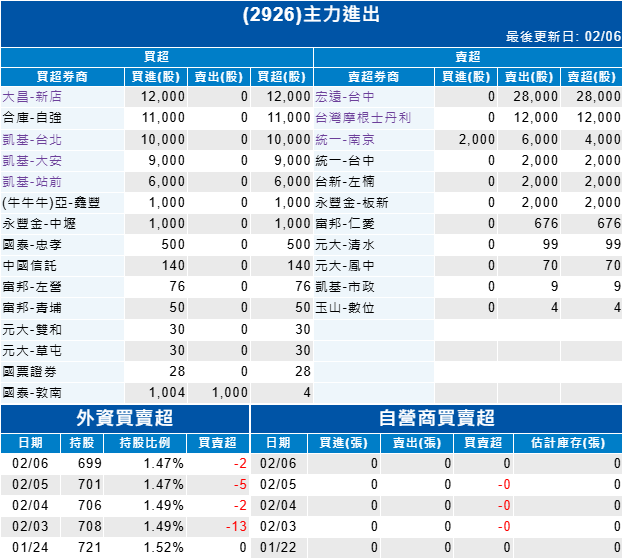 (2926)主力進出
最後更新日: 02/06
買超 賣超
買超券商 買進(股) 賣出(股) 買超(股) 賣超券商 買進(股) 賣出(股) 賣超(股)
大昌-新店 12,000 0 12,000 宏遠-台中 0 28,000 28,000
合庫-自強 11,000 0 11,000 台灣摩根士丹利 0 12,000 12,000
凱基-台北 10,000 0 10,000 統一-南京 2,000 6,000 4,000
凱基-大安 9,000 0 9,000 統一-台中 0 2,000 2,000
凱基-站前 6,000 0 6,000 台新-左楠 0 2,000 2,000
(牛牛牛)亞-鑫豐 1,000 0 1,000 永豐金-板新 0 2,000 2,000
永豐金-中壢 1,000 0 1,000 富邦-仁愛 0 676 676
國泰-忠孝 500 0 500 元大-清水 0 99 99
中國信託 140 0 140 元大-鳳中 0 70 70
富邦-左營 76 0 76 凱基-市政 0 9 9
富邦-青埔 50 0 50 玉山-數位 0 4 4
元大-雙和 30 0 30
元大-草屯 30 0 30
國票證券 28 0 28
國泰-敦南 1,004 1,000 4
外資買賣超 自營商買賣超
日期 持股 持股比例 買賣超 日期 買進(張) 賣出(張) 買賣超 估計庫存(張)
02/06 699 1.47% -2 02/06 0 0 0 0
02/05 701 1.47% -5 02/05 0 0 -0 0
02/04 706 1.49% -2 02/04 0 0 -0 0
02/03 708 1.49% -13 02/03 0 0 -0 0
01/24 721 1.52% 0 01/22 0 0 0 0